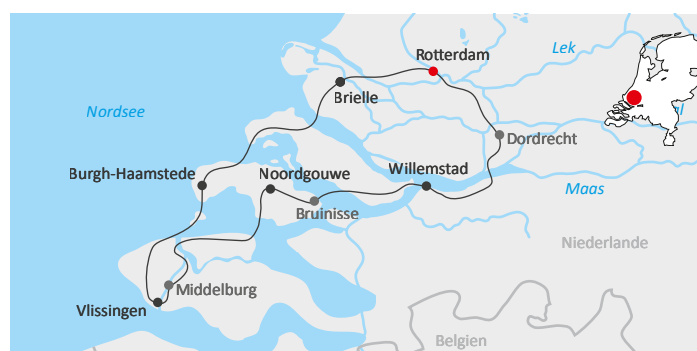 Rotterdam
Lek
Brielle
Nordsee
Dordrecht
Burgh-Haamstede
Noordgouwe
Willemstad
Maas
Bruinisse
Niederlande
Middelburg
Vlissingen
Belgien